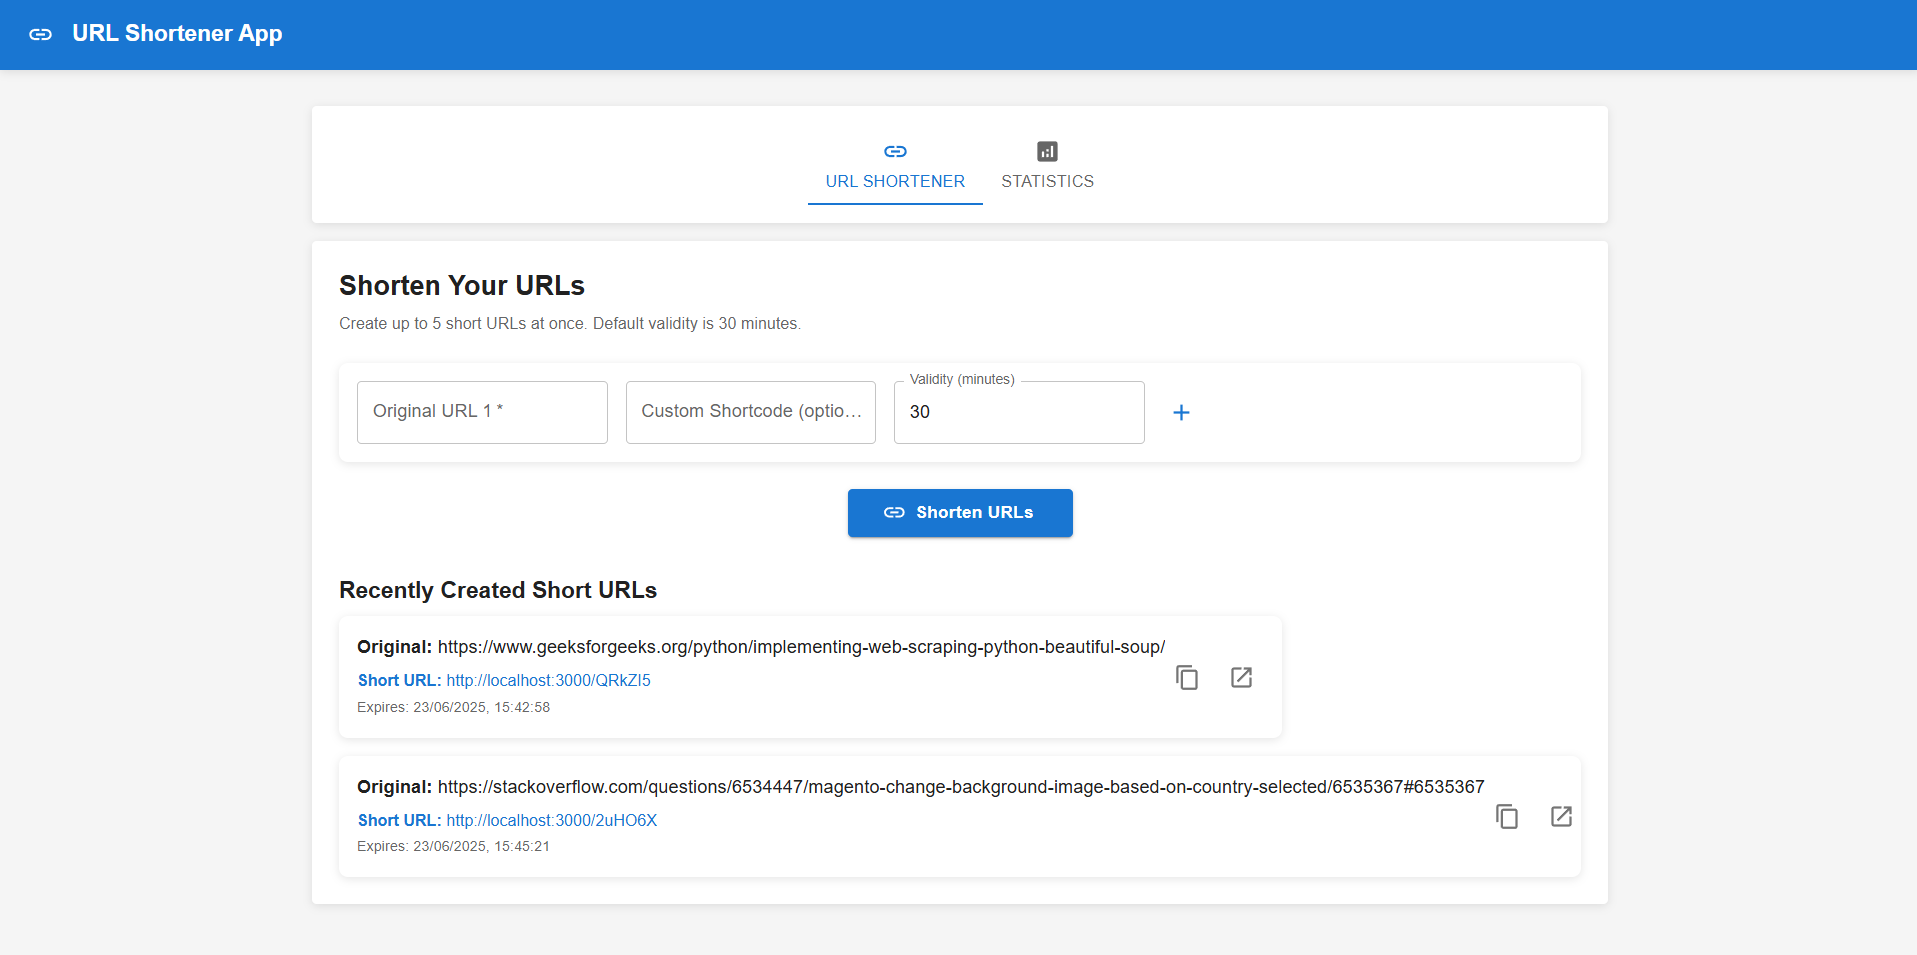 URL Shortener App
URL SHORTENER
STATISTICS
Shorten Your URLs
Create up to 5 short URLs at once. Default validity is 30 minutes.
Original URL 1 *
Custom Shortcode (optio…
Validity (minutes)
30
Shorten URLs
Recently Created Short URLs
Original: https://www.geeksforgeeks.org/python/implementing-web-scraping-python-beautiful-soup/
Short URL: http://localhost:3000/QRkZI5
Expires: 23/06/2025, 15:42:58
Original: https://stackoverflow.com/questions/6534447/magento-change-background-image-based-on-country-selected/6535367#6535367
Short URL: http://localhost:3000/2uHO6X
Expires: 23/06/2025, 15:45:21